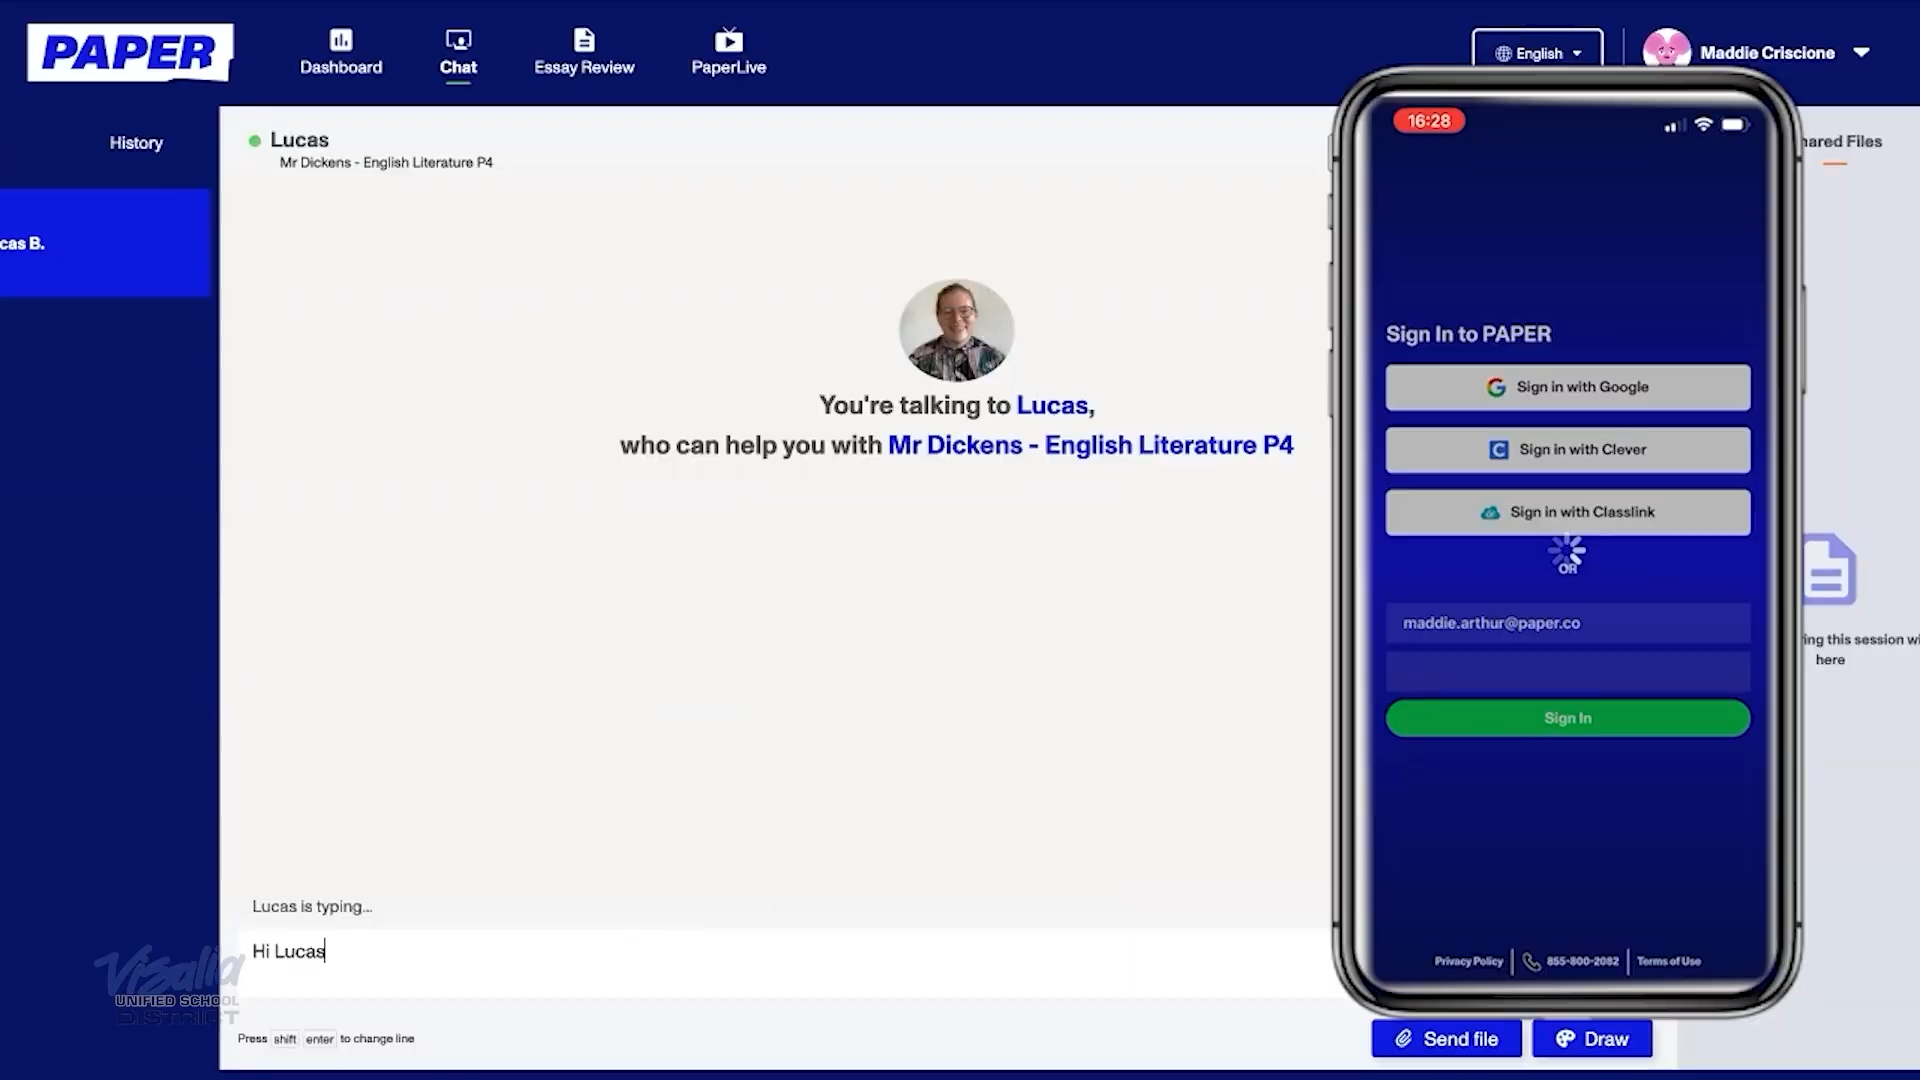 PAPER
Dashboard
Chat
Essay Review
PaperLive
English
Maddie Criscione
History
cas B.
Lucas
Mr Dickens - English Literature P4
You're talking to Lucas,
who can help you with Mr Dickens - English Literature P4
Lucas is typing...
Hi Lucas
Press shift enter to change line
Send file
Draw
hared Files
ing this session wi
here
16:28
Sign In to PAPER
Sign in with Google
Sign in with Clever
Sign in with Classlink
OR
maddie.arthur@paper.co
Sign In
Privacy Policy
855-800-2082
Terms of Use
Visalia
UNIFIED SCHOOL
DISTRICT